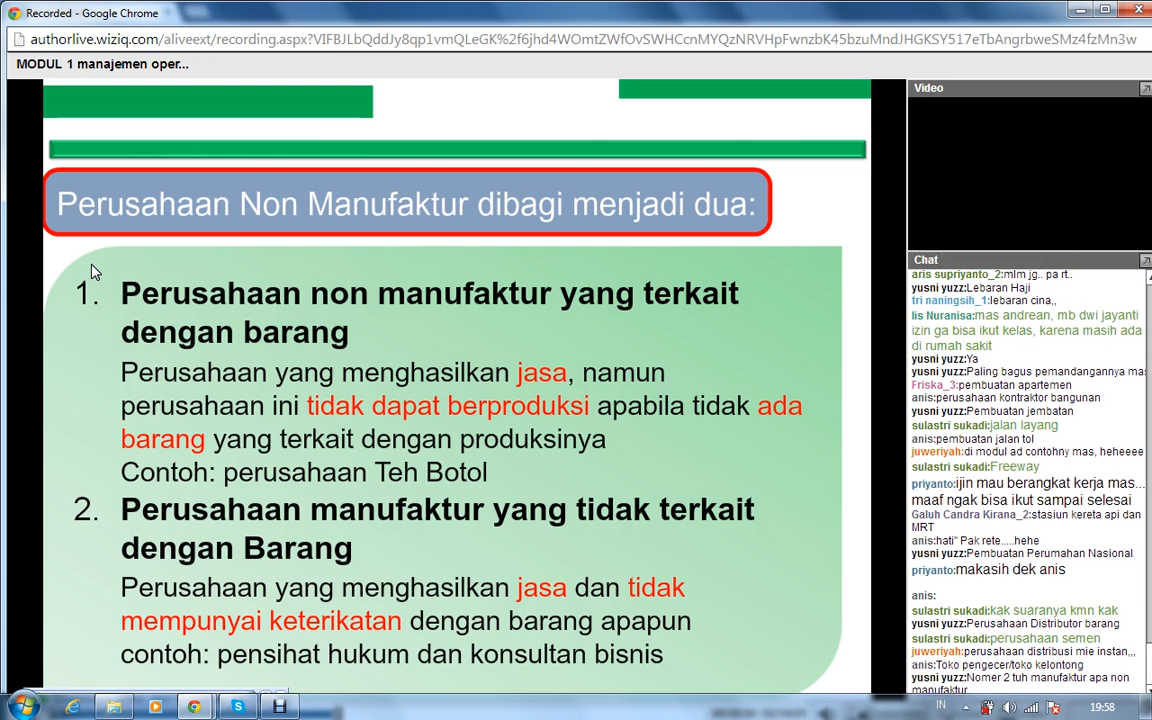 Recorded - Google Chrome
authorlive.wiziq.com/aliveext/recording.aspx?VIFBJLbQddJy8qp1vmQLeGK%2f6jhd4WOmtZWfOvSWHCcnMYQzNRVHpFwnzbK45bzuMndJHGKSY517eTbAngrbweSMz4fzMn3w
MODUL 1 manajemen oper...
Perusahaan Non Manufaktur dibagi menjadi dua:
1. Perusahaan non manufaktur yang terkait
dengan barang
Perusahaan yang menghasilkan jasa, namun
perusahaan ini tidak dapat berproduksi apabila tidak ada
barang yang terkait dengan produksinya
Contoh: perusahaan Teh Botol
2. Perusahaan manufaktur yang tidak terkait
dengan Barang
Perusahaan yang menghasilkan jasa dan tidak
mempunyai keterikatan dengan barang apapun
contoh: pensihat hukum dan konsultan bisnis
Video
Chat
aris supriyanto_2:mlm jg.. pa rt..
yusni yuzz:Lebaran Haji
tri naningsih_1:lebaran cina,,
Iis Nuranisa:mas andrean, mb dwi jayanti
izin ga bisa ikut kelas, karena masih ada
di rumah sakit
yusni yuzz:Ya
yusni yuzz:Paling bagus pemandangannya mas
Friska_3:pembuatan apartemen
anis:perusahaan kontraktor bangunan
yusni yuzz:Pembuatan jembatan
sulastri sukadi:jalan layang
anis:pembuatan jalan tol
juweriyah:di modul ad contohny mas, heheeee
sulastri sukadi:Freeway
priyanto:ijin mau berangkat kerja mas...
maaf ngak bisa ikut sampai selesai
Galuh Candra Kirana_2:stasiun kereta api dan
MRT
anis:hati" Pak rete.....hehe
yusni yuzz:Pembuatan Perumahan Nasional
priyanto:makasih dek anis
anis:
sulastri sukadi:kak suaranya kmn kak
yusni yuzz:Perusahaan Distributor barang
sulastri sukadi:perusahaan semen
juweriyah:perusahaan distribusi mie instan,,,
anis:Toko pengecer/toko kelontong
yusni yuzz:Nomer 2 tuh manufaktur apa non
manufaktur
IN
19:58